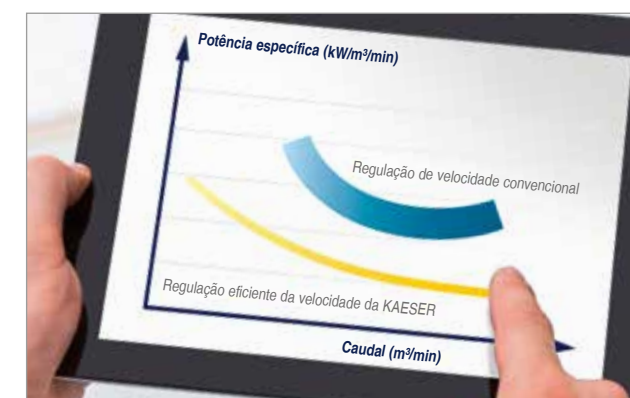 Potência específica (kW/m³/min)
Regulação de velocidade convencional
Regulação eficiente da velocidade da KAESER
Caudal (m³/min)